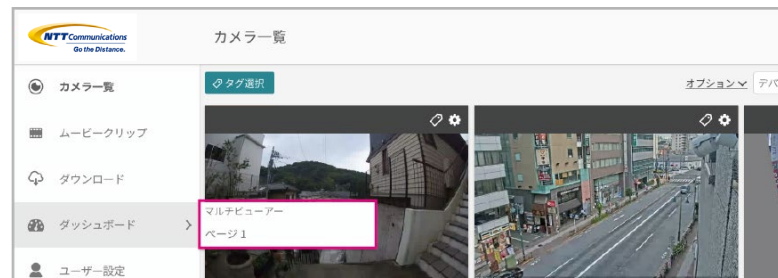 NTT Communications
Go the Distance.
カメラ一覧
カメラ一覧
タグ選択
オプション
デバ
ムービークリップ
ダウンロード
マルチビューアー
ダッシュボード
ページ 1
ユーザー設定